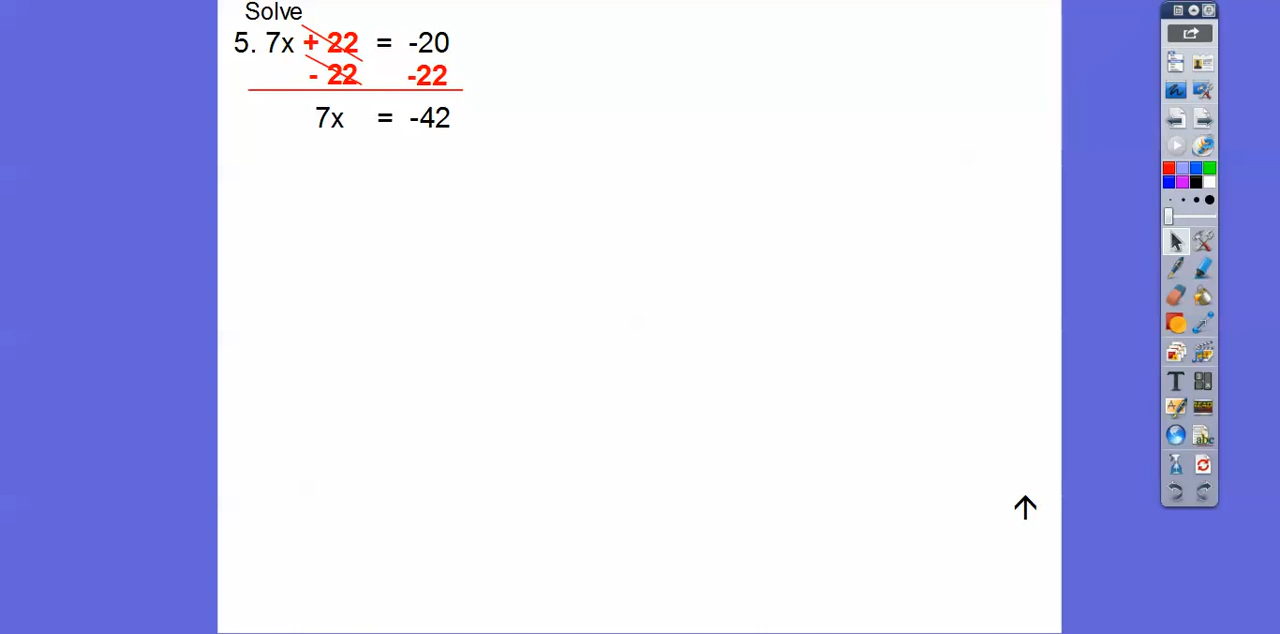 Solve
5. 7x + 22 = -20
- 22 -22
7x = -42